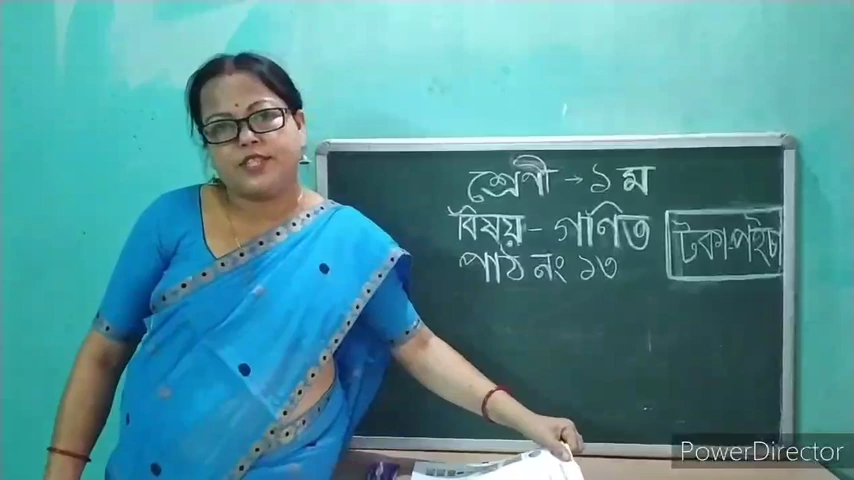 শ্ৰেণী → ১ম
বিষয় - গণিত
পাঠ নং ১৩
টকা-পইচা
PowerDirector